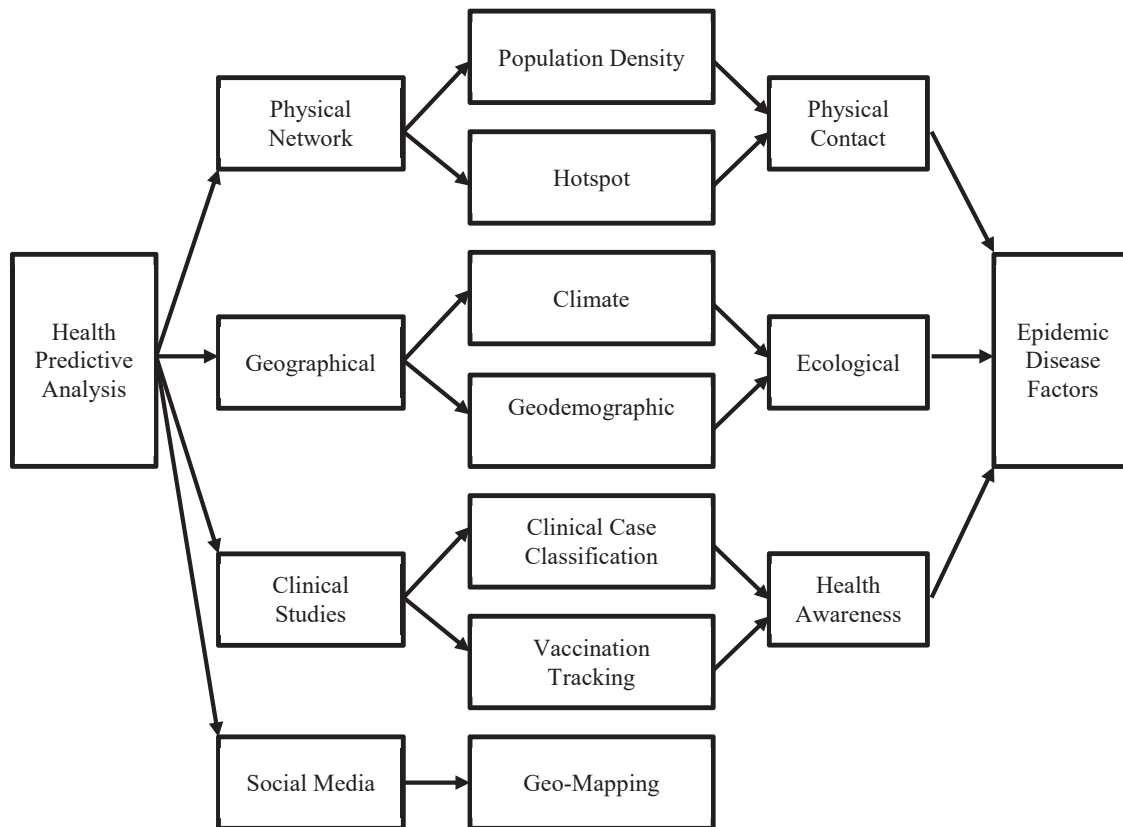 Population Density
Physical
Network
Physical
Contact
Hotspot
Climate
Health
Predictive
Analysis
Geographical
Ecological
Epidemic
Disease
Factors
Geodemographic
Clinical Case
Classification
Clinical
Studies
Health
Awareness
Vaccination
Tracking
Social Media
Geo-Mapping